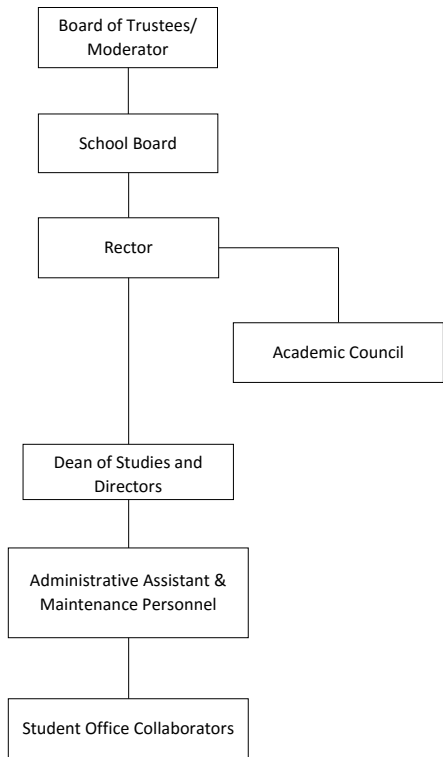 Board of Trustees/
Moderator
School Board
Rector
Academic Council
Dean of Studies and
Directors
Administrative Assistant &
Maintenance Personnel
Student Office Collaborators